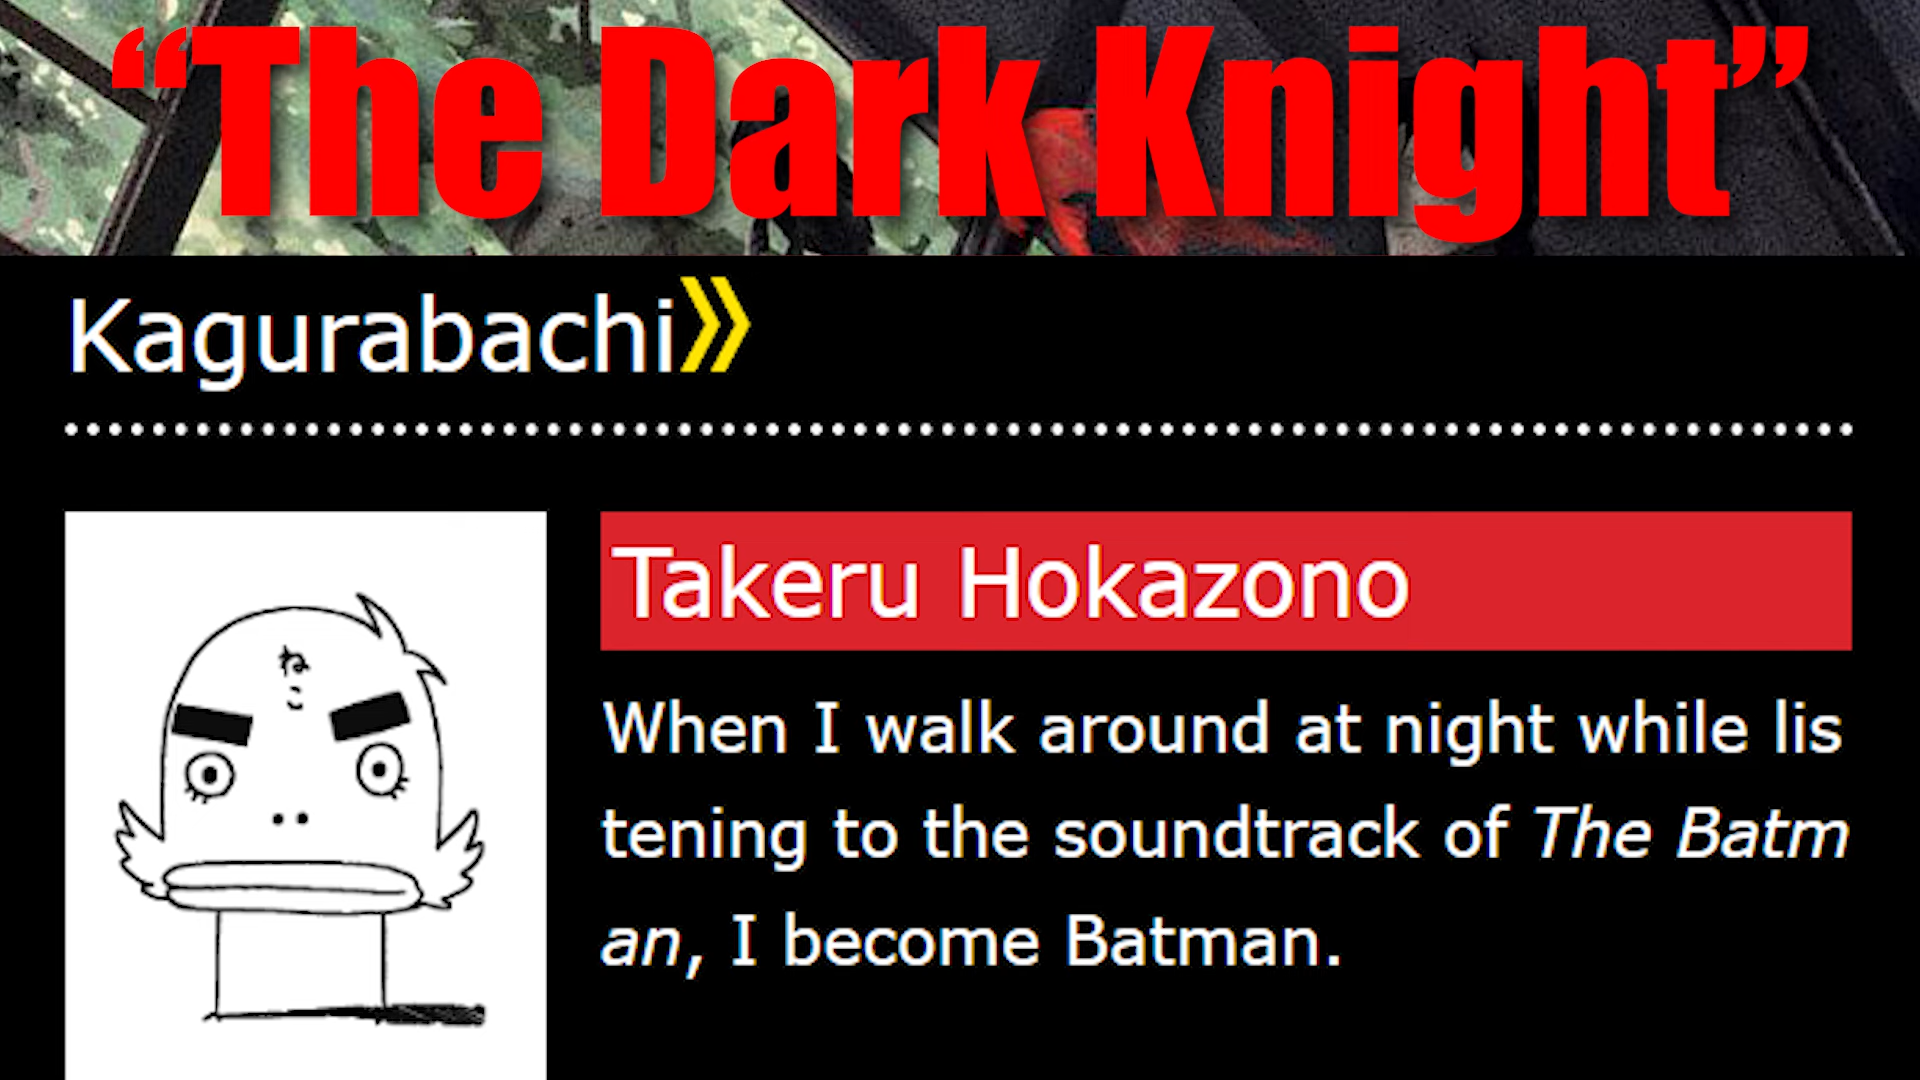 “The Dark Knight”
Kagurabachi»
Takeru Hokazono
ね
こ
When I walk around at night while lis
tening to the soundtrack of The Batm
an, I become Batman.